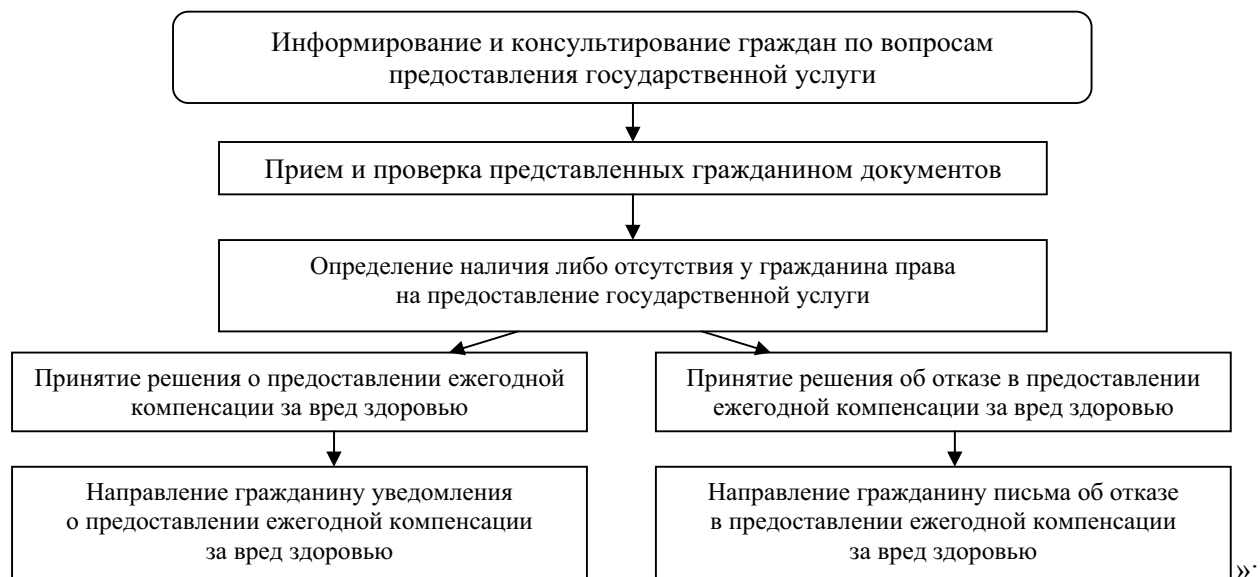 Информирование и консультирование граждан по вопросам
предоставления государственной услуги
Прием и проверка представленных гражданином документов
Определение наличия либо отсутствия у гражданина права
на предоставление государственной услуги
Принятие решения о предоставлении ежегодной
компенсации за вред здоровью
Принятие решения об отказе в предоставлении
ежегодной компенсации за вред здоровью
Направление гражданину уведомления
о предоставлении ежегодной компенсации
за вред здоровью
Направление гражданину письма об отказе
в предоставлении ежегодной компенсации
за вред здоровью
»;